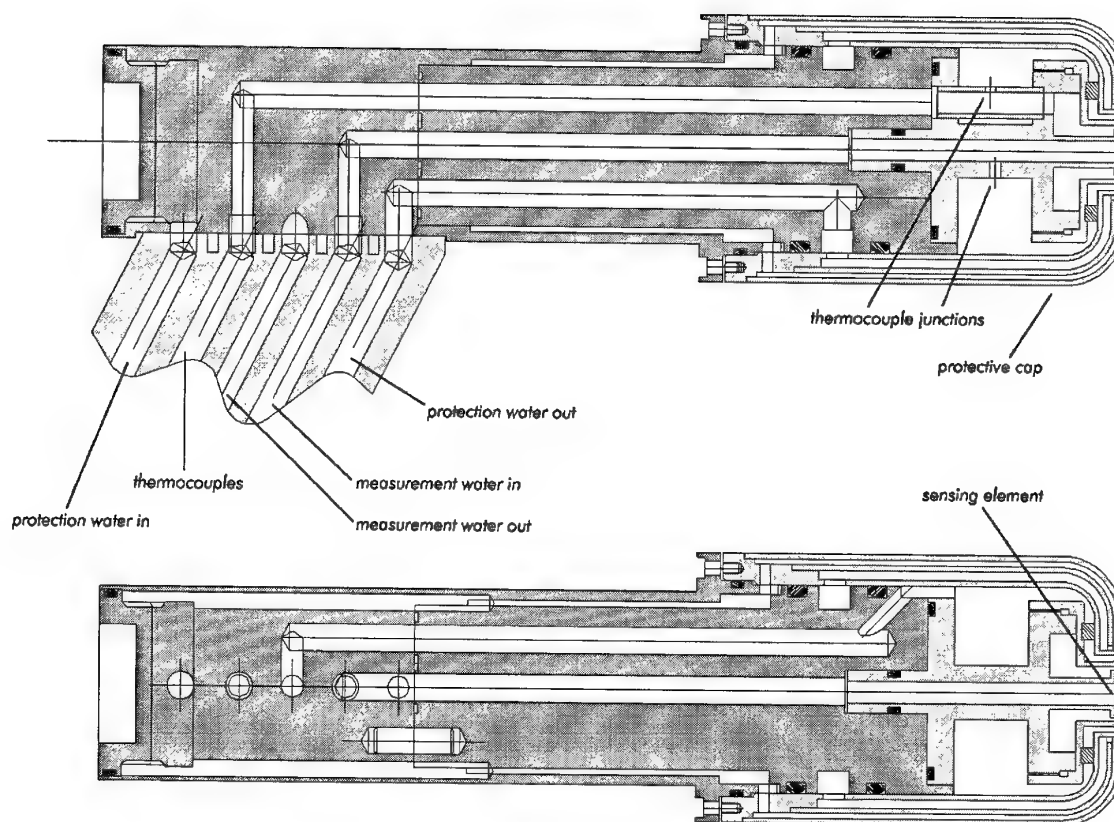 thermocouple junctions
protective cap
protection water out
thermocouples
measurement water in
protection water in
measurement water out
sensing element